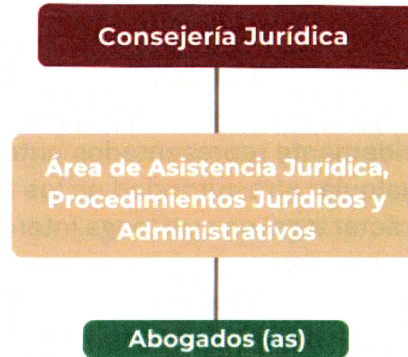 Consejería Jurídica
Área de Asistencia Jurídica,
Procedimientos Jurídicos y
Administrativos
Abogados (as)